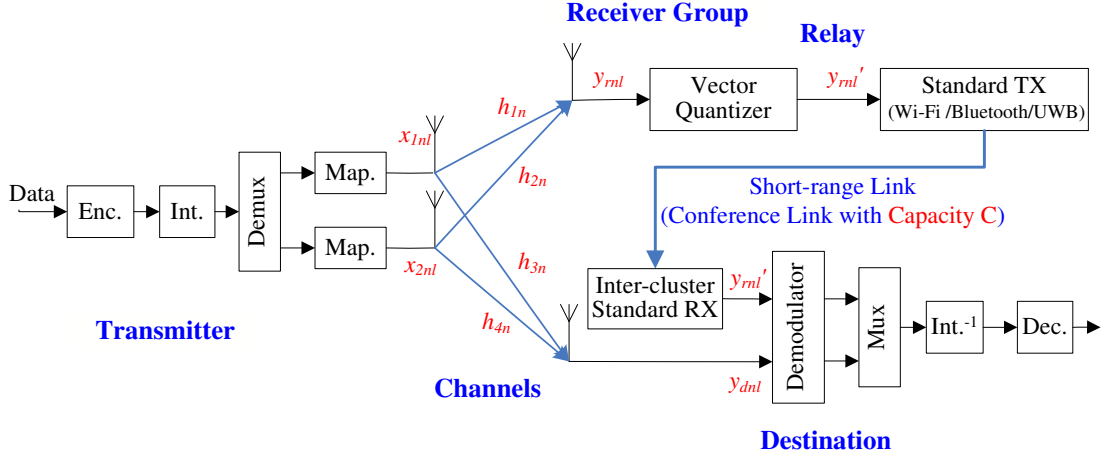 Receiver Group
Relay
y_rnl
Vector
Quantizer
y_rnl'
Standard TX
(Wi-Fi /Bluetooth/UWB)
h_1n
x_1nl
h_2n
Short-range Link
(Conference Link with Capacity C)
Data
Enc.
Int.
Demux
Map.
Map.
x_2nl
h_3n
h_4n
Inter-cluster
Standard RX
y_rnl'
Demodulator
Mux
Int.⁻¹
Dec.
Transmitter
Channels
y_dnl
Destination